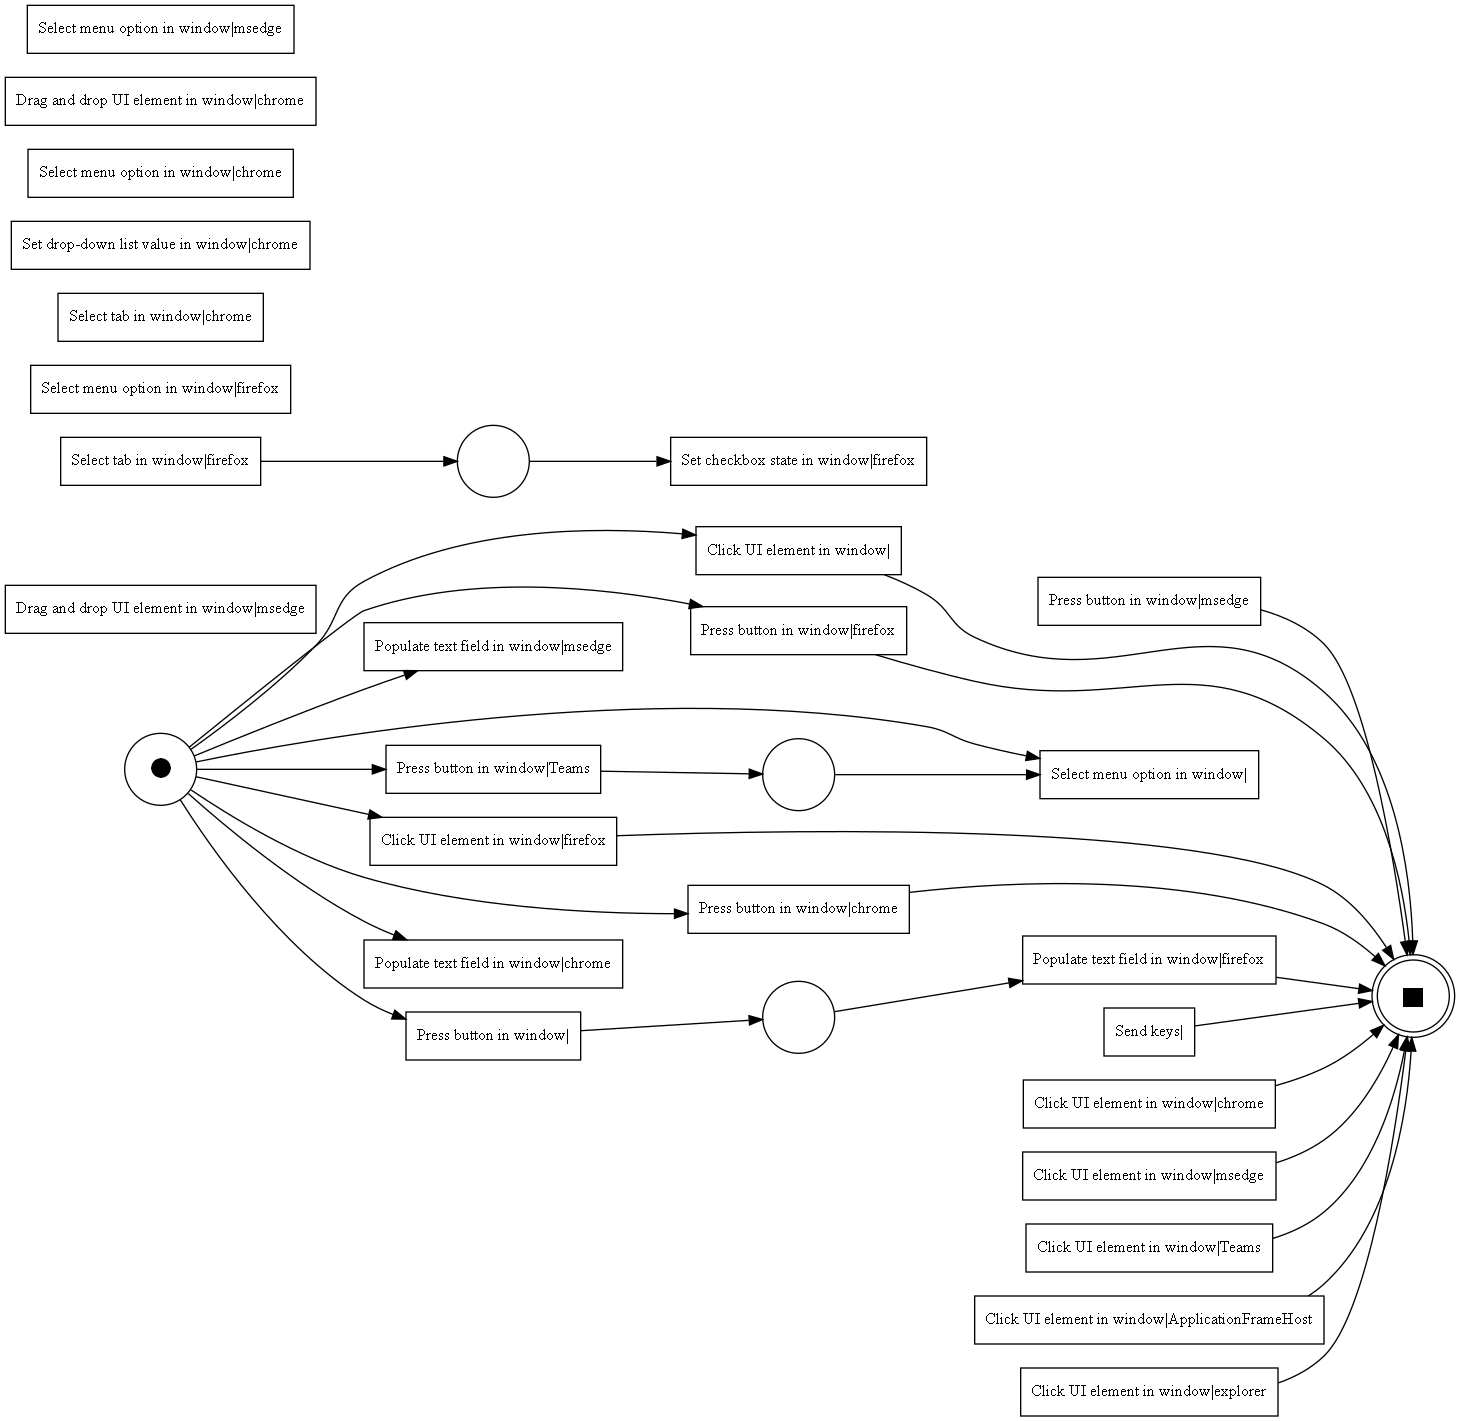 Select menu option in window|msedge
Drag and drop UI element in window|chrome
Select menu option in window|chrome
Set drop-down list value in window|chrome
Select tab in window|chrome
Select menu option in window|firefox
Select tab in window|firefox
Set checkbox state in window|firefox
Click UI element in window|
Press button in window|msedge
Drag and drop UI element in window|msedge
Press button in window|firefox
Populate text field in window|msedge
Press button in window|Teams
Select menu option in window|
Click UI element in window|firefox
Press button in window|chrome
Populate text field in window|chrome
Populate text field in window|firefox
Press button in window|
Send keys|
Click UI element in window|chrome
Click UI element in window|msedge
Click UI element in window|Teams
Click UI element in window|ApplicationFrameHost
Click UI element in window|explorer